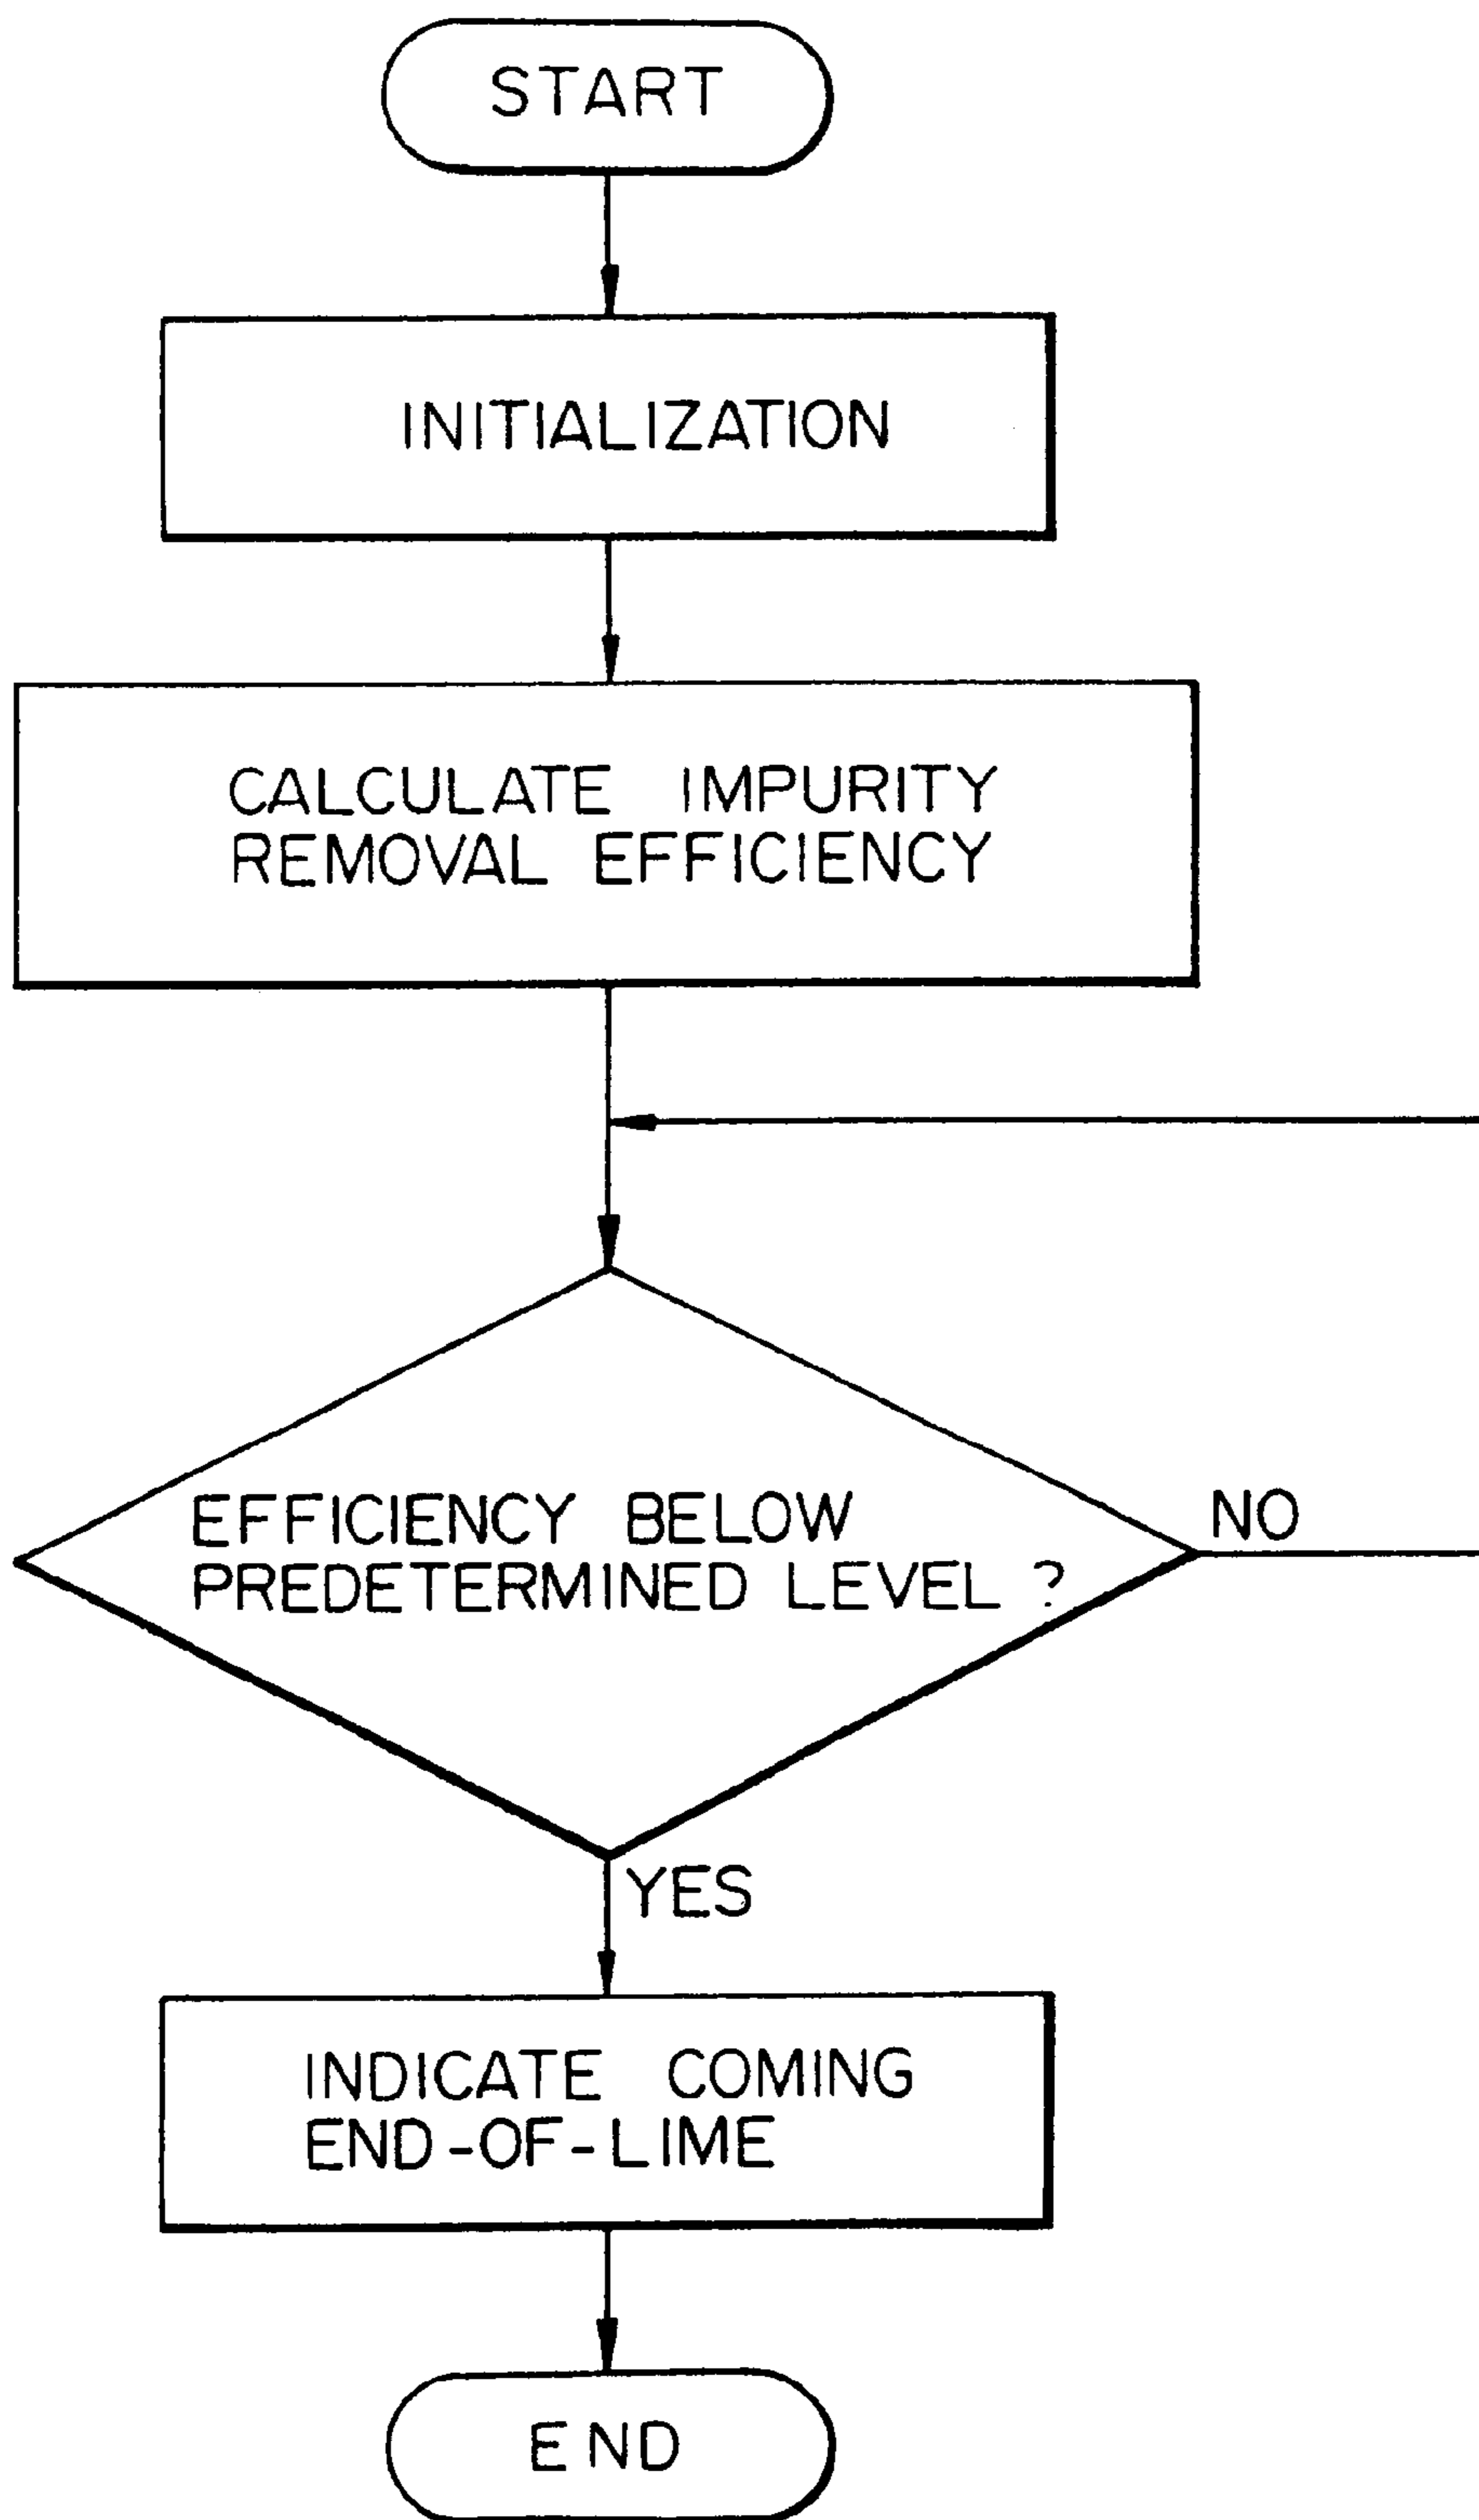 START
INITIALIZATION
CALCULATE IMPURITY
REMOVAL EFFICIENCY
EFFICIENCY BELOW
PREDETERMINED LEVEL ?
NO
YES
INDICATE COMING
END-OF-LIME
END